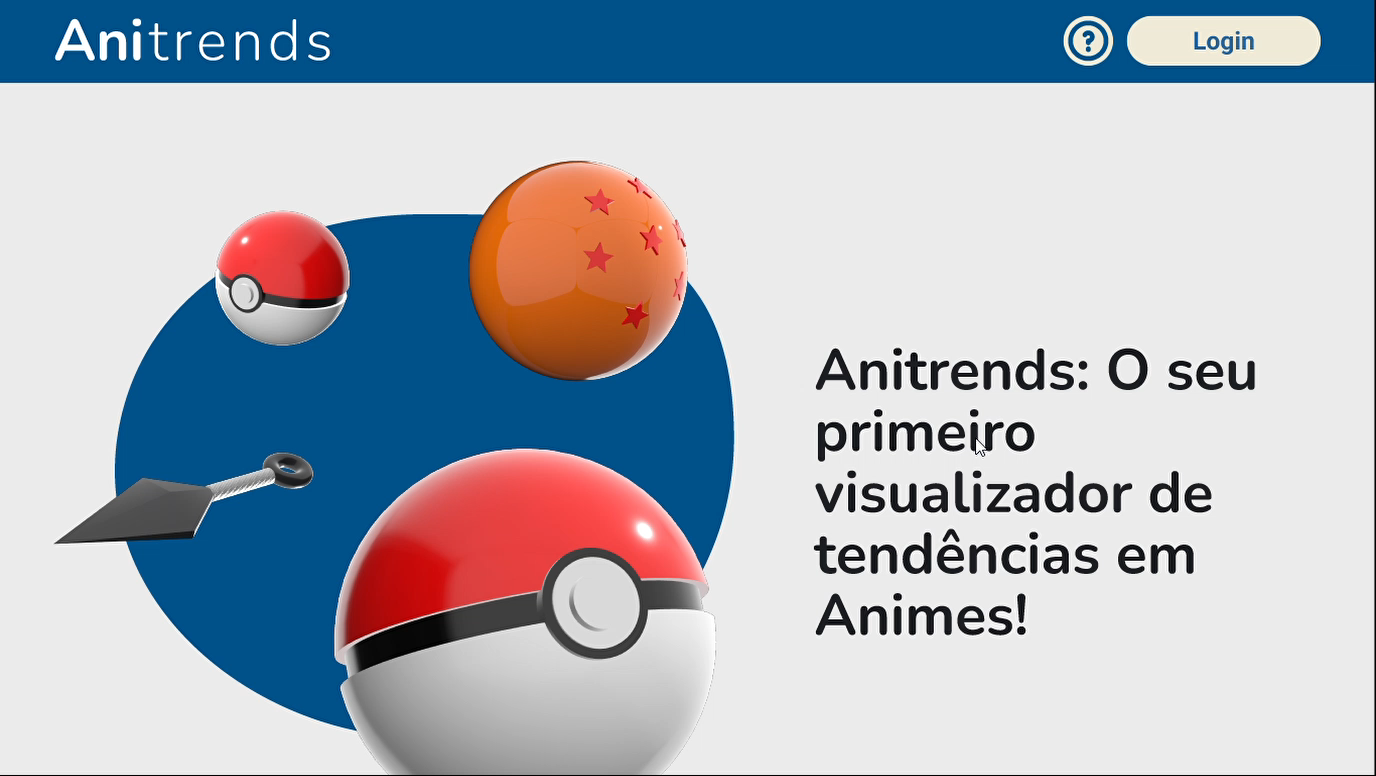 Anitrends
?
Login
Anitrends: O seu
primeiro
visualizador de
tendências em
Animes!